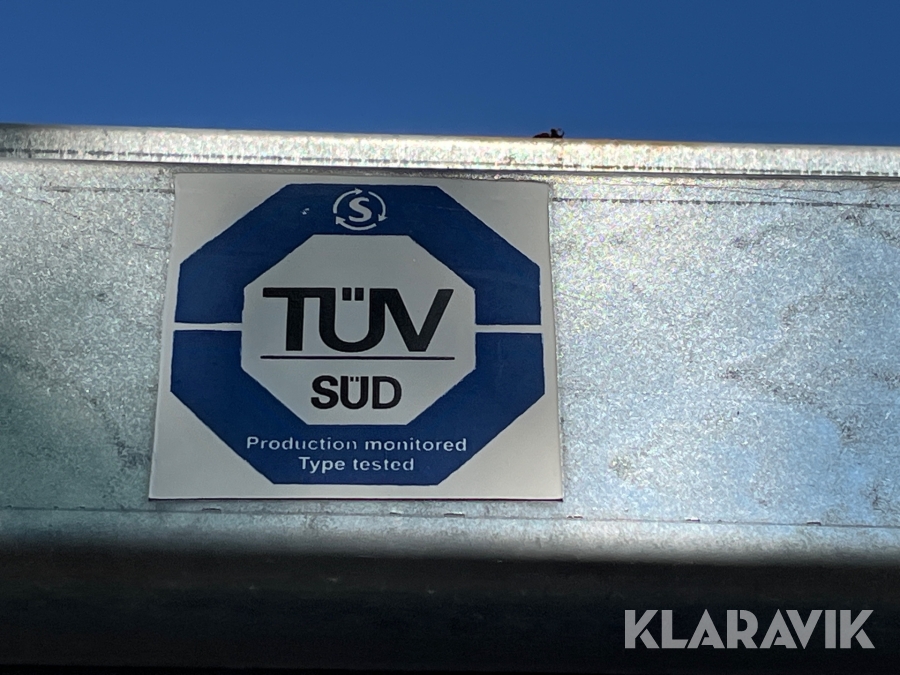 S
TÜV
SÜD
Production monitored
Type tested
KLARAVIK